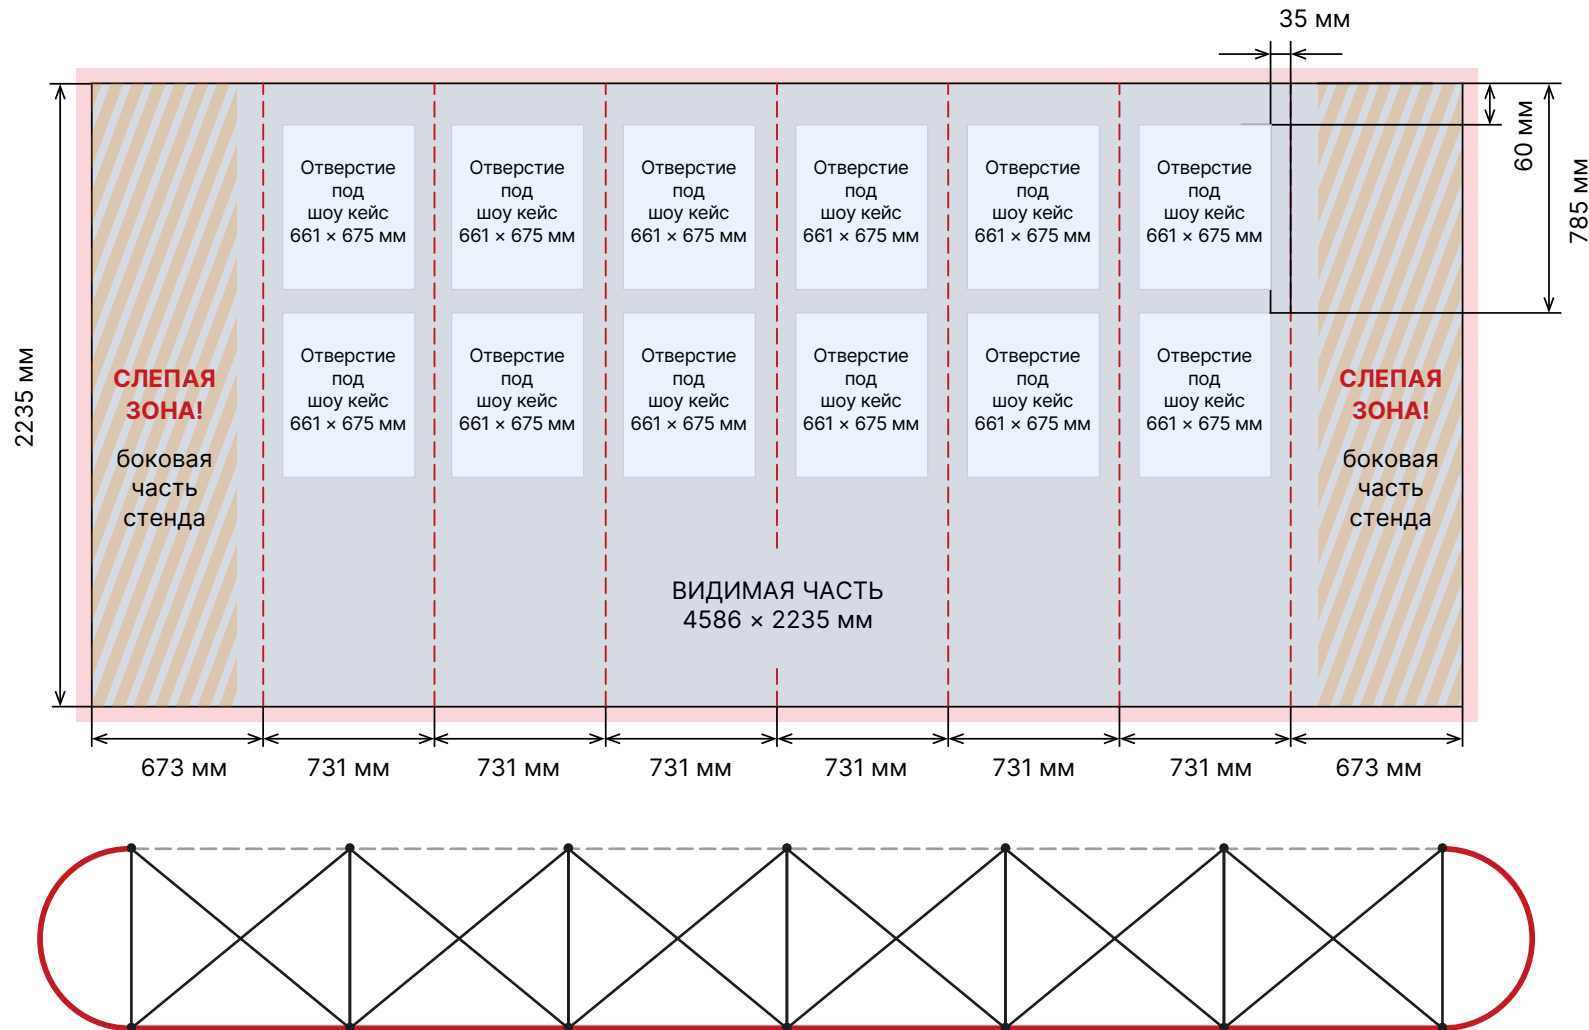 35 мм
60 мм
785 мм
2235 мм
Отверстие
под
шоу кейс
661 × 675 мм
Отверстие
под
шоу кейс
661 × 675 мм
Отверстие
под
шоу кейс
661 × 675 мм
Отверстие
под
шоу кейс
661 × 675 мм
Отверстие
под
шоу кейс
661 × 675 мм
Отверстие
под
шоу кейс
661 × 675 мм
Отверстие
под
шоу кейс
661 × 675 мм
Отверстие
под
шоу кейс
661 × 675 мм
Отверстие
под
шоу кейс
661 × 675 мм
Отверстие
под
шоу кейс
661 × 675 мм
Отверстие
под
шоу кейс
661 × 675 мм
Отверстие
под
шоу кейс
661 × 675 мм
СЛЕПАЯ
ЗОНА!
боковая
часть
стенда
СЛЕПАЯ
ЗОНА!
боковая
часть
стенда
ВИДИМАЯ ЧАСТЬ
4586 × 2235 мм
673 мм
731 мм
731 мм
731 мм
731 мм
731 мм
731 мм
673 мм